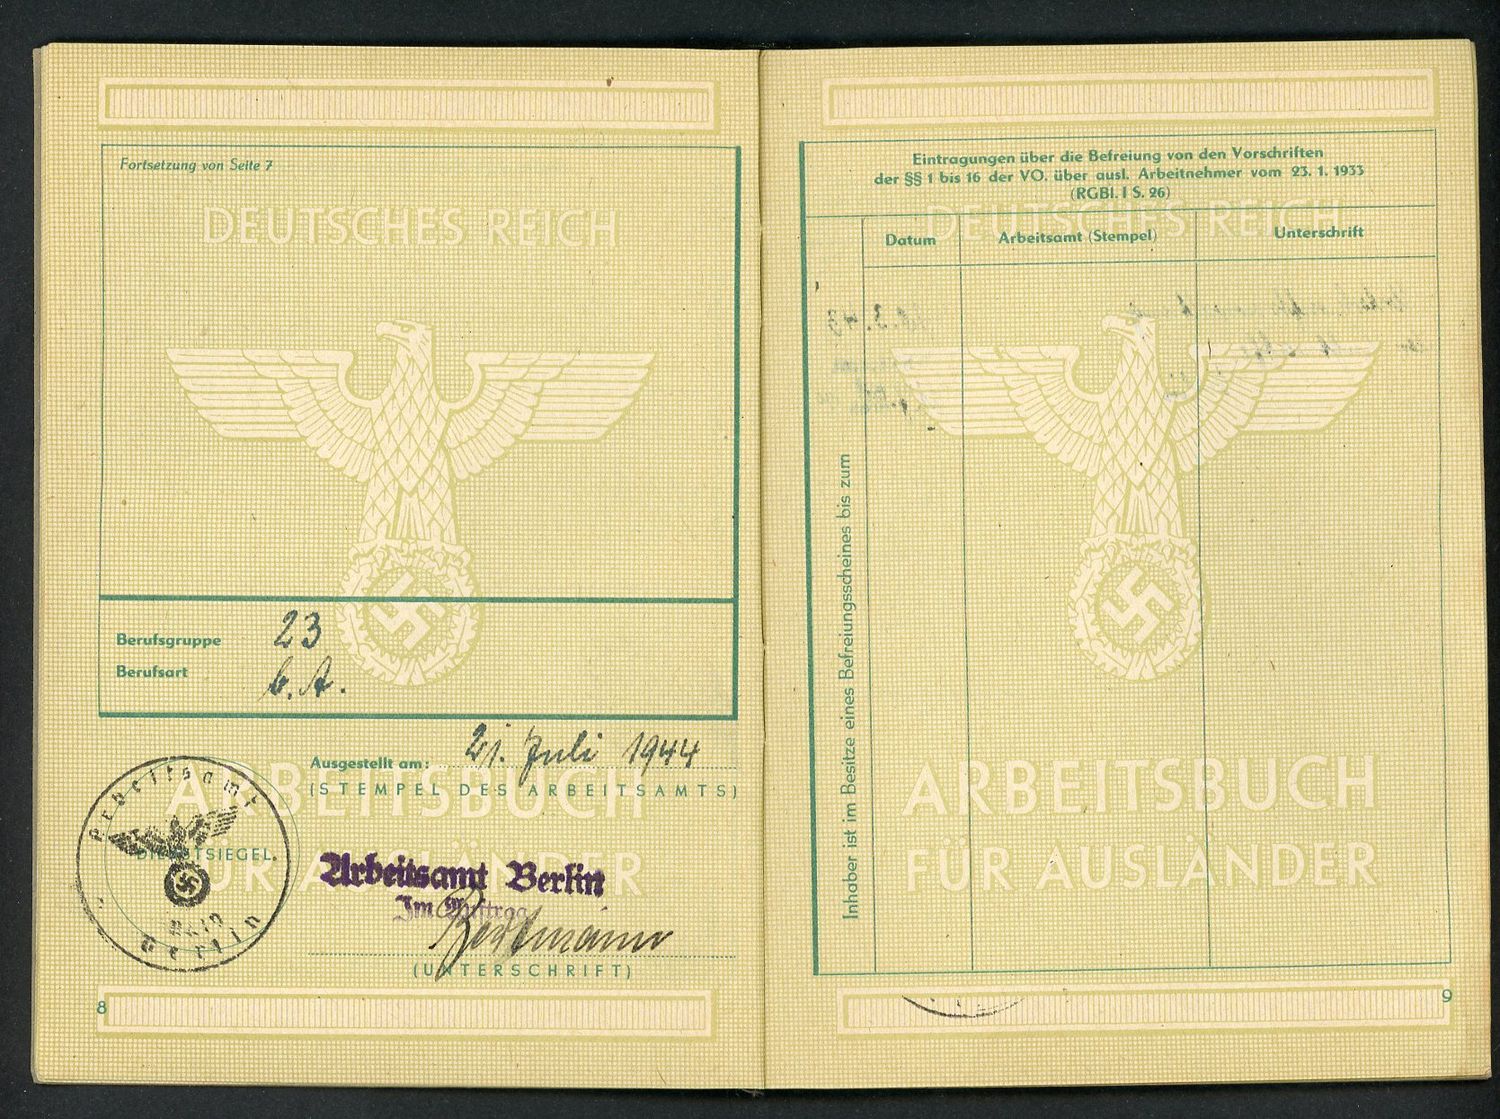 Fortsetzung von Seite 7
DEUTSCHES REICH
Berufsgruppe 23
Berufsart b. A.
Ausgestellt am: 21. Juli 1944
(STEMPEL DES ARBEITSAMTS)
ARBEITSBUCH
FÜR AUSLÄNDER
Arbeitsamt
DIENSTSIEGEL
Berlin
Arbeitsamt Berlin
Im Auftrag
(UNTERSCHRIFT)
8
Eintragungen über die Befreiung von den Vorschriften
der §§ 1 bis 16 der VO. über ausl. Arbeitnehmer vom 23. 1. 1933
(RGBl. I S. 26)
DEUTSCHES REICH
Datum Arbeitsamt (Stempel) Unterschrift
Inhaber ist im Besitze eines Befreiungsscheines bis zum
ARBEITSBUCH
FÜR AUSLÄNDER
9